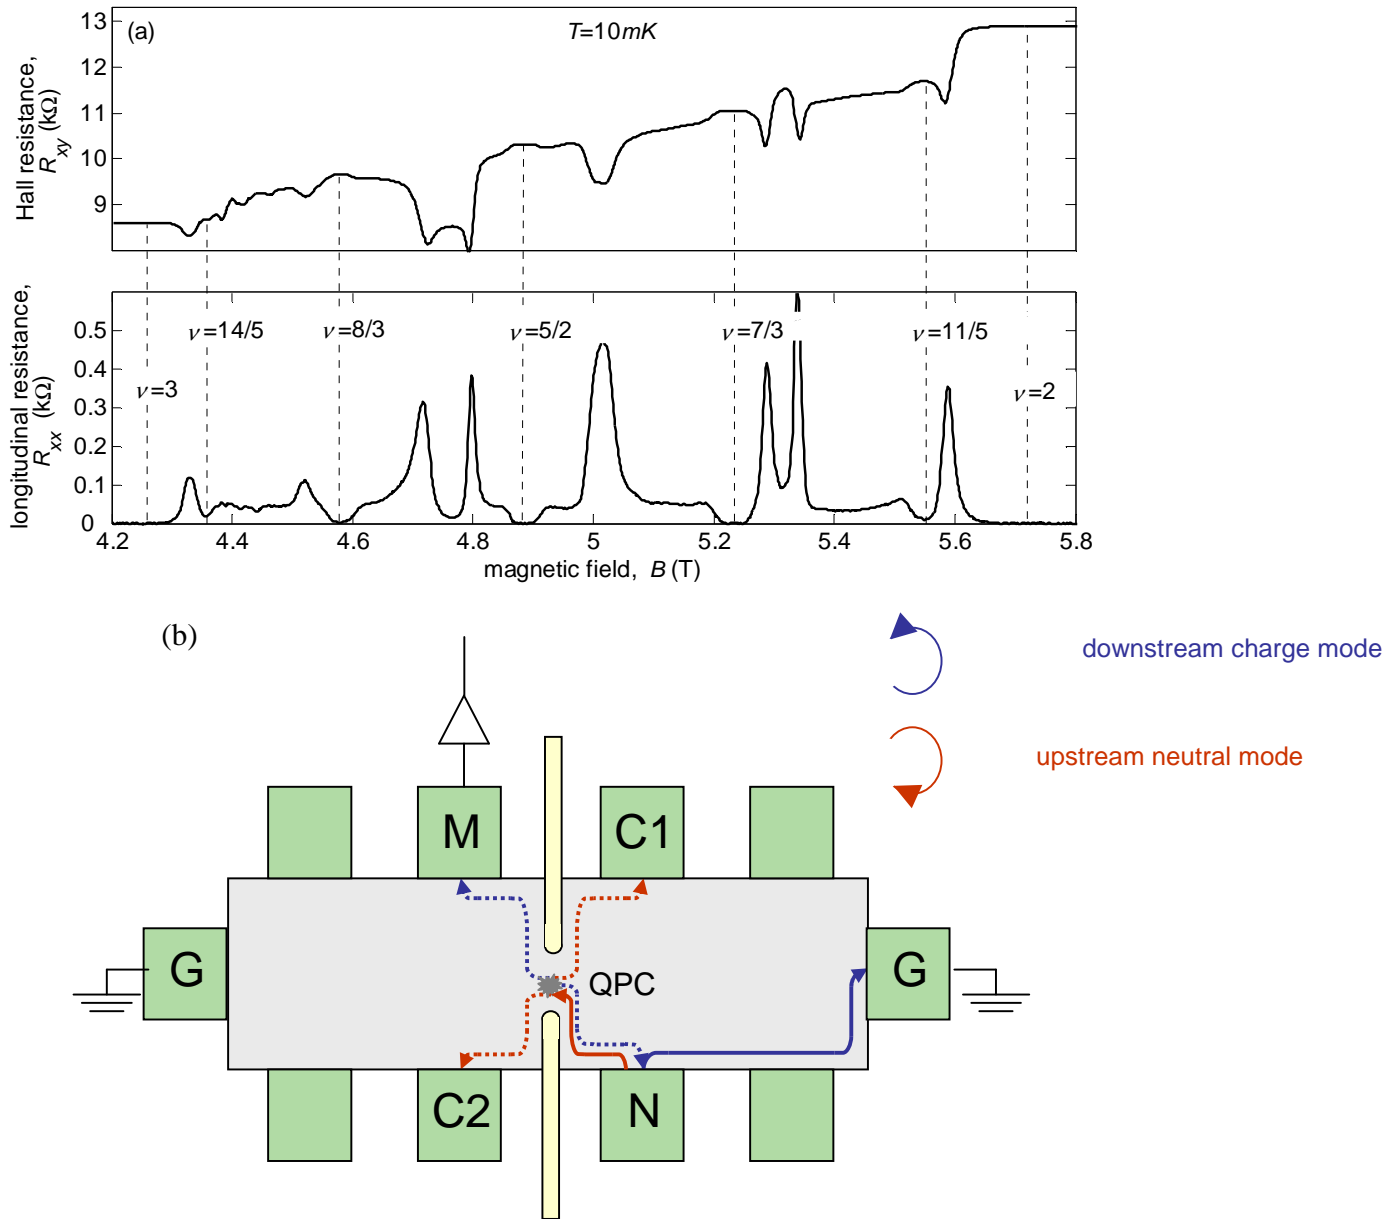 (a)
T=10mK
Hall resistance,
R_xy (kΩ)
13
12
11
10
9
longitudinal resistance,
R_xx (kΩ)
0.5
0.4
0.3
0.2
0.1
0
ν=3
ν=14/5
ν=8/3
ν=5/2
ν=7/3
ν=11/5
ν=2
4.2 4.4 4.6 4.8 5 5.2 5.4 5.6 5.8
magnetic field, B (T)
(b)
downstream charge mode
upstream neutral mode
M
C1
G
QPC
G
C2
N